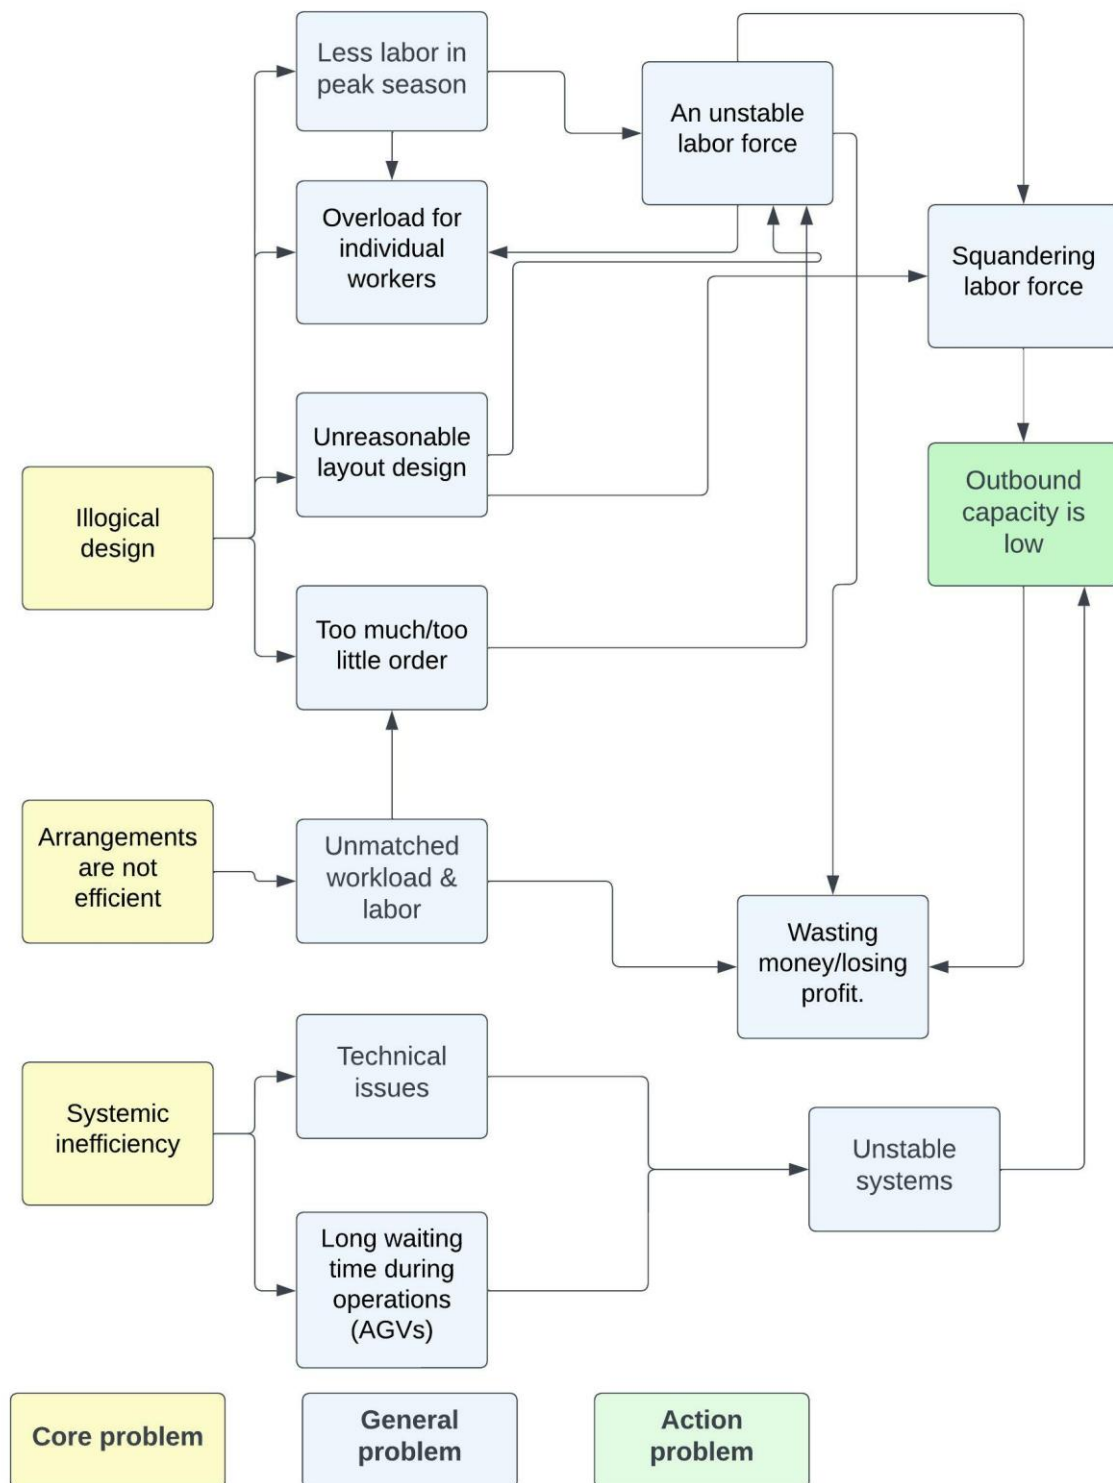 Less labor in
peak season
An unstable
labor force
Overload for
individual
workers
Squandering
labor force
Unreasonable
layout design
Illogical
design
Outbound
capacity is
low
Too much/too
little order
Arrangements
are not
efficient
Unmatched
workload &
labor
Wasting
money/losing
profit.
Technical
issues
Systemic
inefficiency
Unstable
systems
Long waiting
time during
operations
(AGVs)
Core problem
General
problem
Action
problem